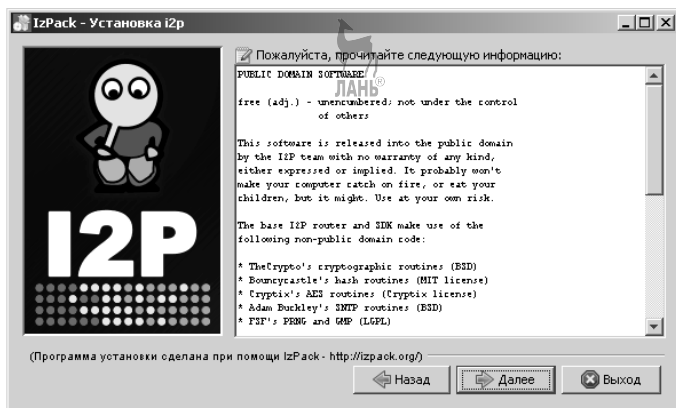 IzPack - Установка i2p
Пожалуйста, прочитайте следующую информацию:
PUBLIC DOMAIN SOFTWARE
ЛАНЬ®
free (adj.) - unencumbered; not under the control
of others
This software is released into the public domain
by the I2P team with no warranty of any kind,
either expressed or implied. It probably won't
make your computer catch on fire, or eat your
children, but it might. Use at your own risk.
The base I2P router and SDK make use of the
following non-public domain code:
* TheCrypto's cryptographic routines (BSD)
* Bouncycastle's hash routines (MIT license)
* Cryptix's AES routines (Cryptix license)
* Adam Buckley's SNTP routines (BSD)
* FSF's PRNG and GMP (LGPL)
I2P
(Программа установки сделана при помощи IzPack - http://izpack.org/)
Назад
Далее
Выход